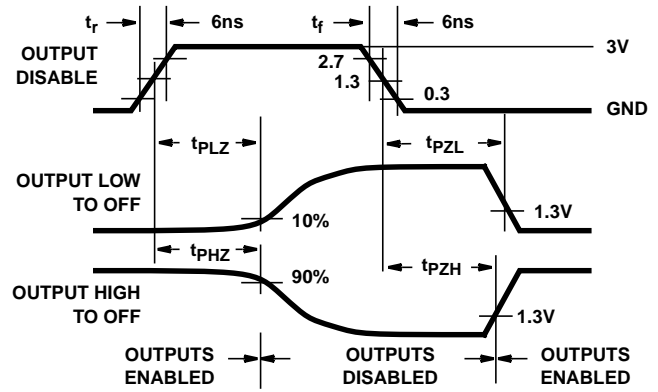 tr 6ns tf 6ns
OUTPUT
DISABLE
3V
2.7
1.3
0.3
GND
tPLZ tPZL
OUTPUT LOW
TO OFF
10%
1.3V
tPHZ tPZH
90%
OUTPUT HIGH
TO OFF
1.3V
OUTPUTS
ENABLED
OUTPUTS
DISABLED
OUTPUTS
ENABLED